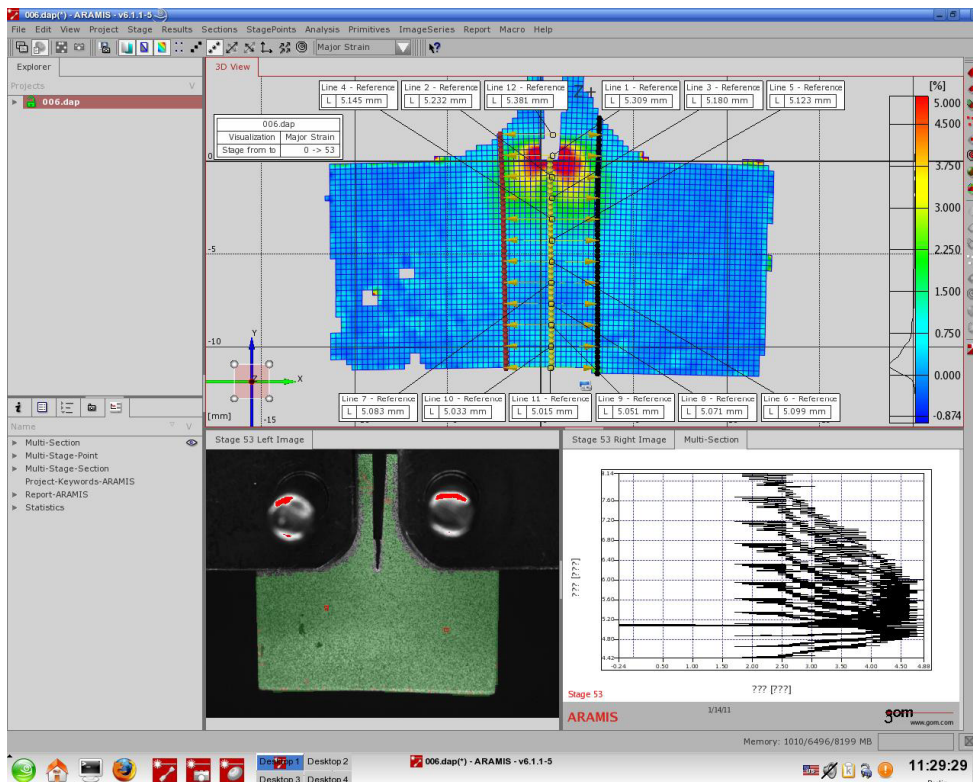 006.dap(*) - ARAMIS - v6.1.1-5
File Edit View Project Stage Results Sections StagePoints Analysis Primitives ImageSeries Report Macro Help
Major Strain
Explorer
Projects V
006.dap
3D View
Line 4 - Reference
L 5.145 mm
Line 2 - Reference
L 5.232 mm
Line 12 - Reference
L 5.381 mm
Line 1 - Reference
L 5.309 mm
Line 3 - Reference
L 5.180 mm
Line 5 - Reference
L 5.123 mm
Z
006.dap
Visualization Major Strain
Stage from to 0 -> 53
0
-5
-10
Y
Z X
[mm] -15
Line 7 - Reference
L 5.083 mm
Line 10 - Reference
L 5.033 mm
Line 11 - Reference
L 5.015 mm
Line 9 - Reference
L 5.051 mm
Line 8 - Reference
L 5.071 mm
Line 6 - Reference
L 5.099 mm
[%]
5.000
4.500
3.750
3.000
2.250
1.500
0.750
0.000
-0.874
Name V
Multi-Section
Multi-Stage-Point
Multi-Stage-Section
Project-Keywords-ARAMIS
Report-ARAMIS
Statistics
Stage 53 Left Image
Stage 53 Right Image Multi-Section
8.14
7.20
6.60
6.00
5.60
5.20
4.80
4.42
??? [???]
-0.24 0.50 1.00 1.50 2.00 2.50 3.00 3.50 4.00 4.50 4.88
??? [???]
Stage 53
ARAMIS 1/14/11 gom
www.gom.com
Memory: 1010/6496/8199 MB
Desktop 1 Desktop 2
Desktop 3 Desktop 4
006.dap(*) - ARAMIS - v6.1.1-5
11:29:29